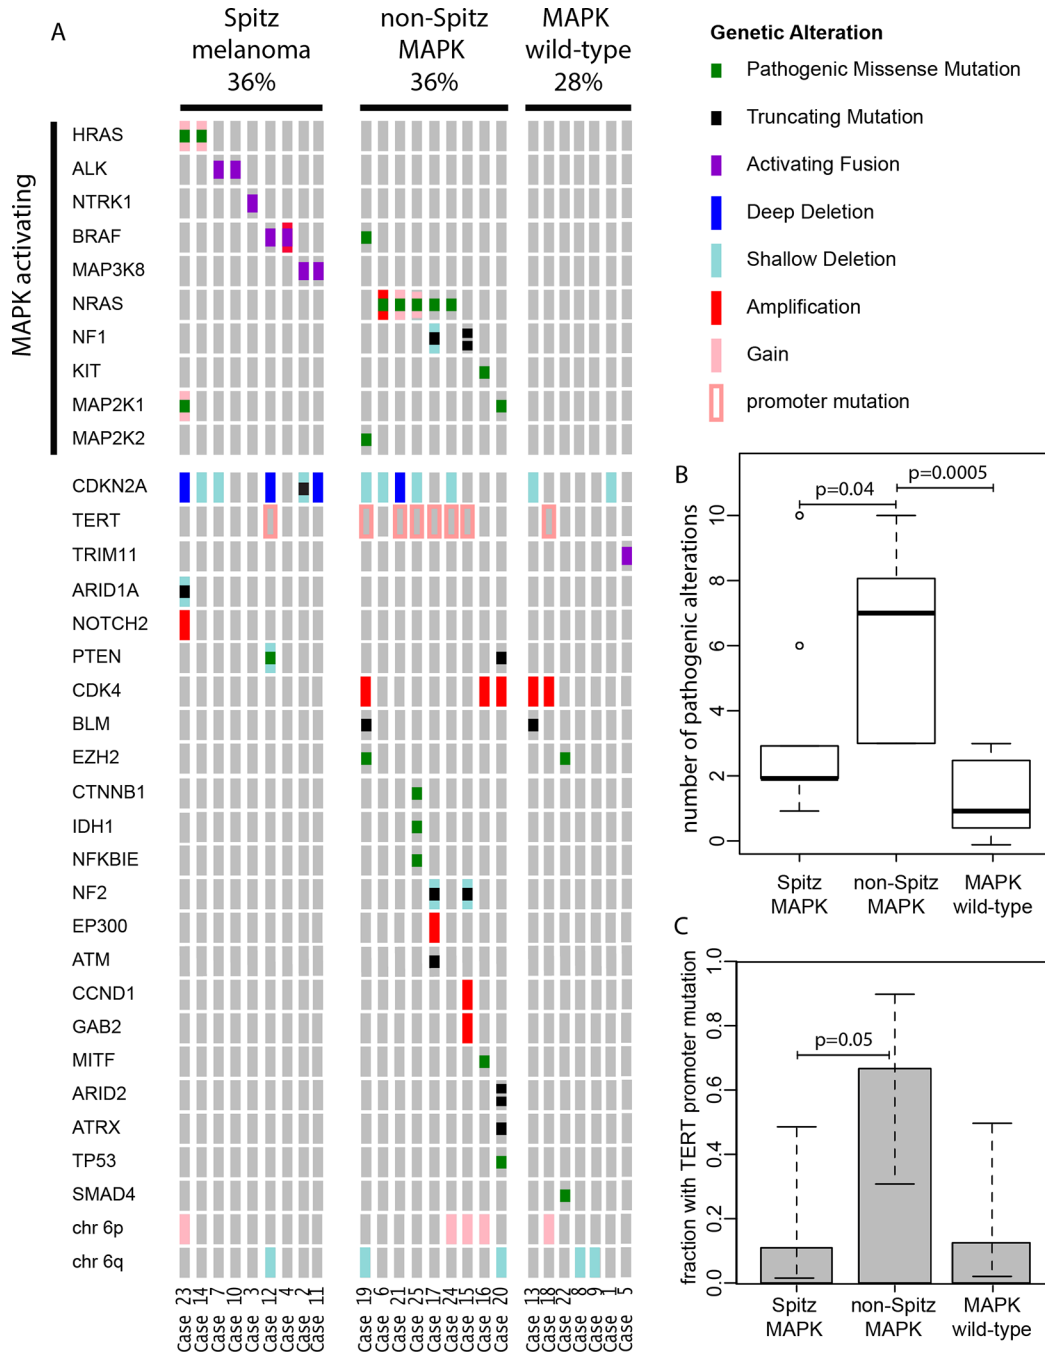 A
Spitz
melanoma
36%
non-Spitz
MAPK
36%
MAPK
wild-type
28%
MAPK activating
HRAS
ALK
NTRK1
BRAF
MAP3K8
NRAS
NF1
KIT
MAP2K1
MAP2K2
CDKN2A
TERT
TRIM11
ARID1A
NOTCH2
PTEN
CDK4
BLM
EZH2
CTNNB1
IDH1
NFKBIE
NF2
EP300
ATM
CCND1
GAB2
MITF
ARID2
ATRX
TP53
SMAD4
chr 6p
chr 6q
Case 23
Case 14
Case 7
Case 10
Case 3
Case 12
Case 4
Case 2
Case 11
Case 19
Case 6
Case 21
Case 25
Case 17
Case 24
Case 15
Case 16
Case 20
Case 13
Case 18
Case 22
Case 8
Case 9
Case 1
Case 5
Genetic Alteration
Pathogenic Missense Mutation
Truncating Mutation
Activating Fusion
Deep Deletion
Shallow Deletion
Amplification
Gain
promoter mutation
B
number of pathogenic alterations
10
8
6
4
2
0
p=0.04
p=0.0005
Spitz
MAPK
non-Spitz
MAPK
MAPK
wild-type
C
fraction with TERT promoter mutation
1.0
0.8
0.6
0.4
0.2
0.0
p=0.05
Spitz
MAPK
non-Spitz
MAPK
MAPK
wild-type